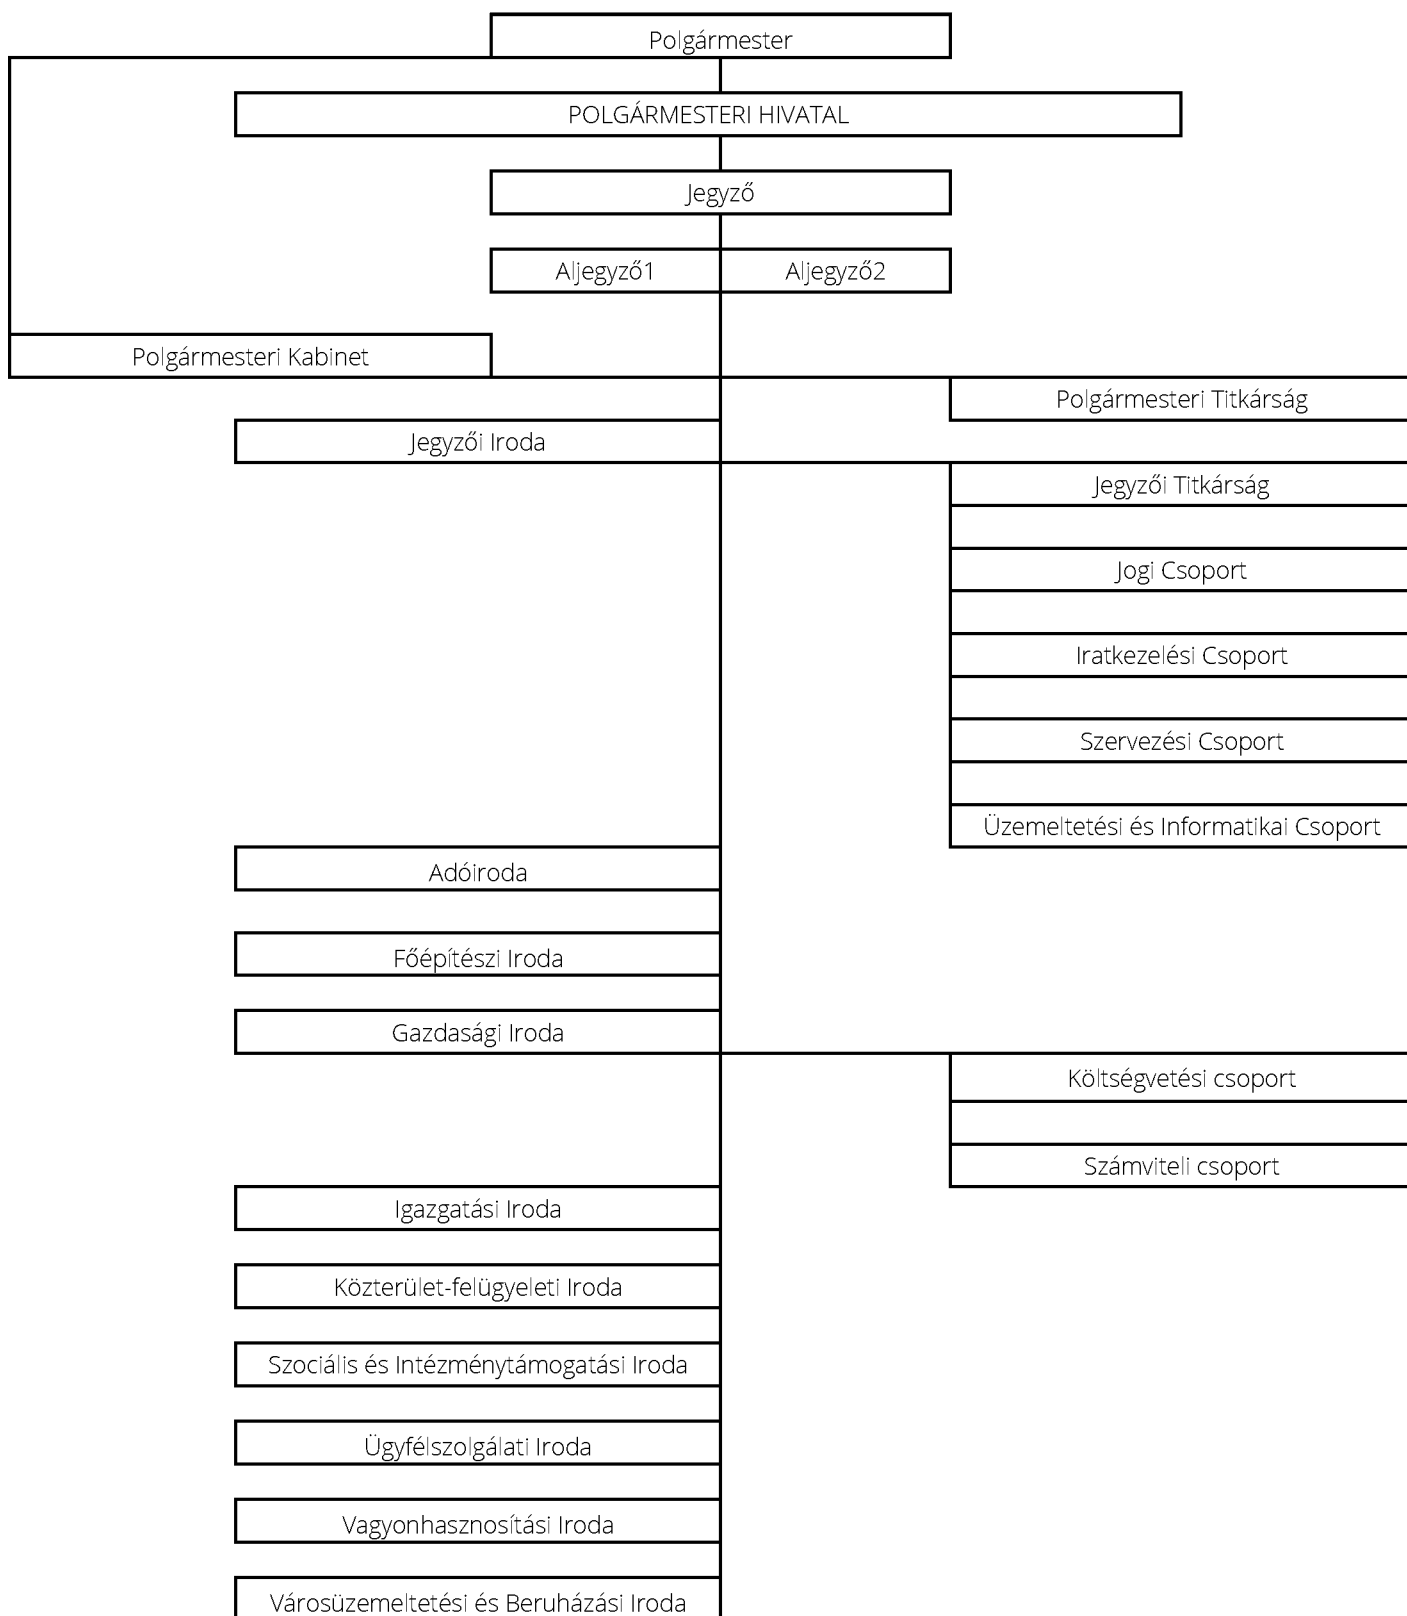 Polgármester
POLGÁRMESTERI HIVATAL
Jegyző
Aljegyző1
Aljegyző2
Polgármesteri Kabinet
Polgármesteri Titkárság
Jegyzői Iroda
Jegyzői Titkárság
Jogi Csoport
Iratkezelési Csoport
Szervezési Csoport
Üzemeltetési és Informatikai Csoport
Adóiroda
Főépítészi Iroda
Gazdasági Iroda
Költségvetési csoport
Számviteli csoport
Igazgatási Iroda
Közterület-felügyeleti Iroda
Szociális és Intézménytámogatási Iroda
Ügyfélszolgálati Iroda
Vagyonhasznosítási Iroda
Városüzemeltetési és Beruházási Iroda